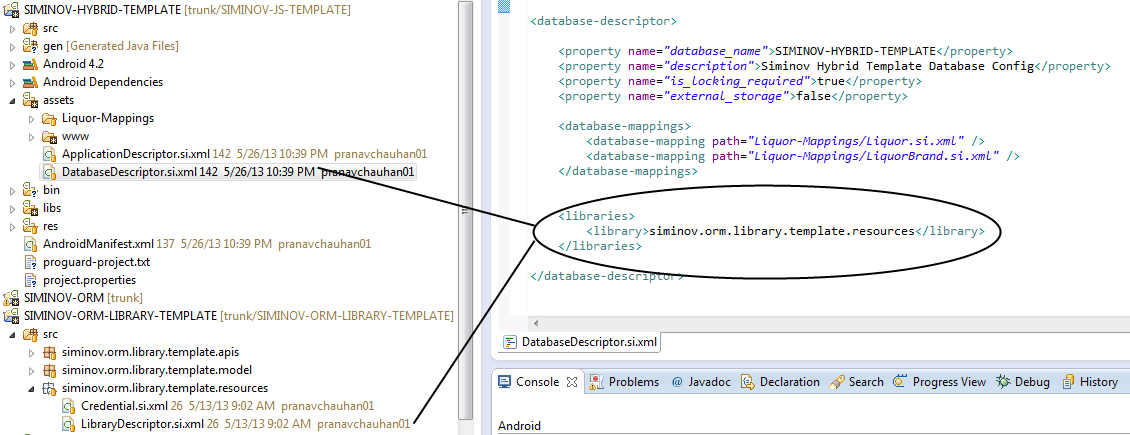 SIMINOV-HYBRID-TEMPLATE [trunk/SIMINOV-JS-TEMPLATE]
src
gen [Generated Java Files]
Android 4.2
Android Dependencies
assets
Liquor-Mappings
www
ApplicationDescriptor.si.xml 142 5/26/13 10:39 PM pranavchauhan01
DatabaseDescriptor.si.xml 142 5/26/13 10:39 PM pranavchauhan01
bin
libs
res
AndroidManifest.xml 137 5/26/13 10:39 PM pranavchauhan01
proguard-project.txt
project.properties
SIMINOV-ORM [trunk]
SIMINOV-ORM-LIBRARY-TEMPLATE [trunk/SIMINOV-ORM-LIBRARY-TEMPLATE]
src
siminov.orm.library.template.apis
siminov.orm.library.template.model
siminov.orm.library.template.resources
Credential.si.xml 26 5/13/13 9:02 AM pranavchauhan01
LibraryDescriptor.si.xml 26 5/13/13 9:02 AM pranavchauhan01
<database-descriptor>
<property name="database_name">SIMINOV-HYBRID-TEMPLATE</property>
<property name="description">Siminov Hybrid Template Database Config</property>
<property name="is_locking_required">true</property>
<property name="external_storage">false</property>
<database-mappings>
<database-mapping path="Liquor-Mappings/Liquor.si.xml" />
<database-mapping path="Liquor-Mappings/LiquorBrand.si.xml" />
</database-mappings>
<libraries>
<library>siminov.orm.library.template.resources</library>
</libraries>
</database-descriptor>
DatabaseDescriptor.si.xml
Console Problems @ Javadoc Declaration Search Progress View Debug History
Android